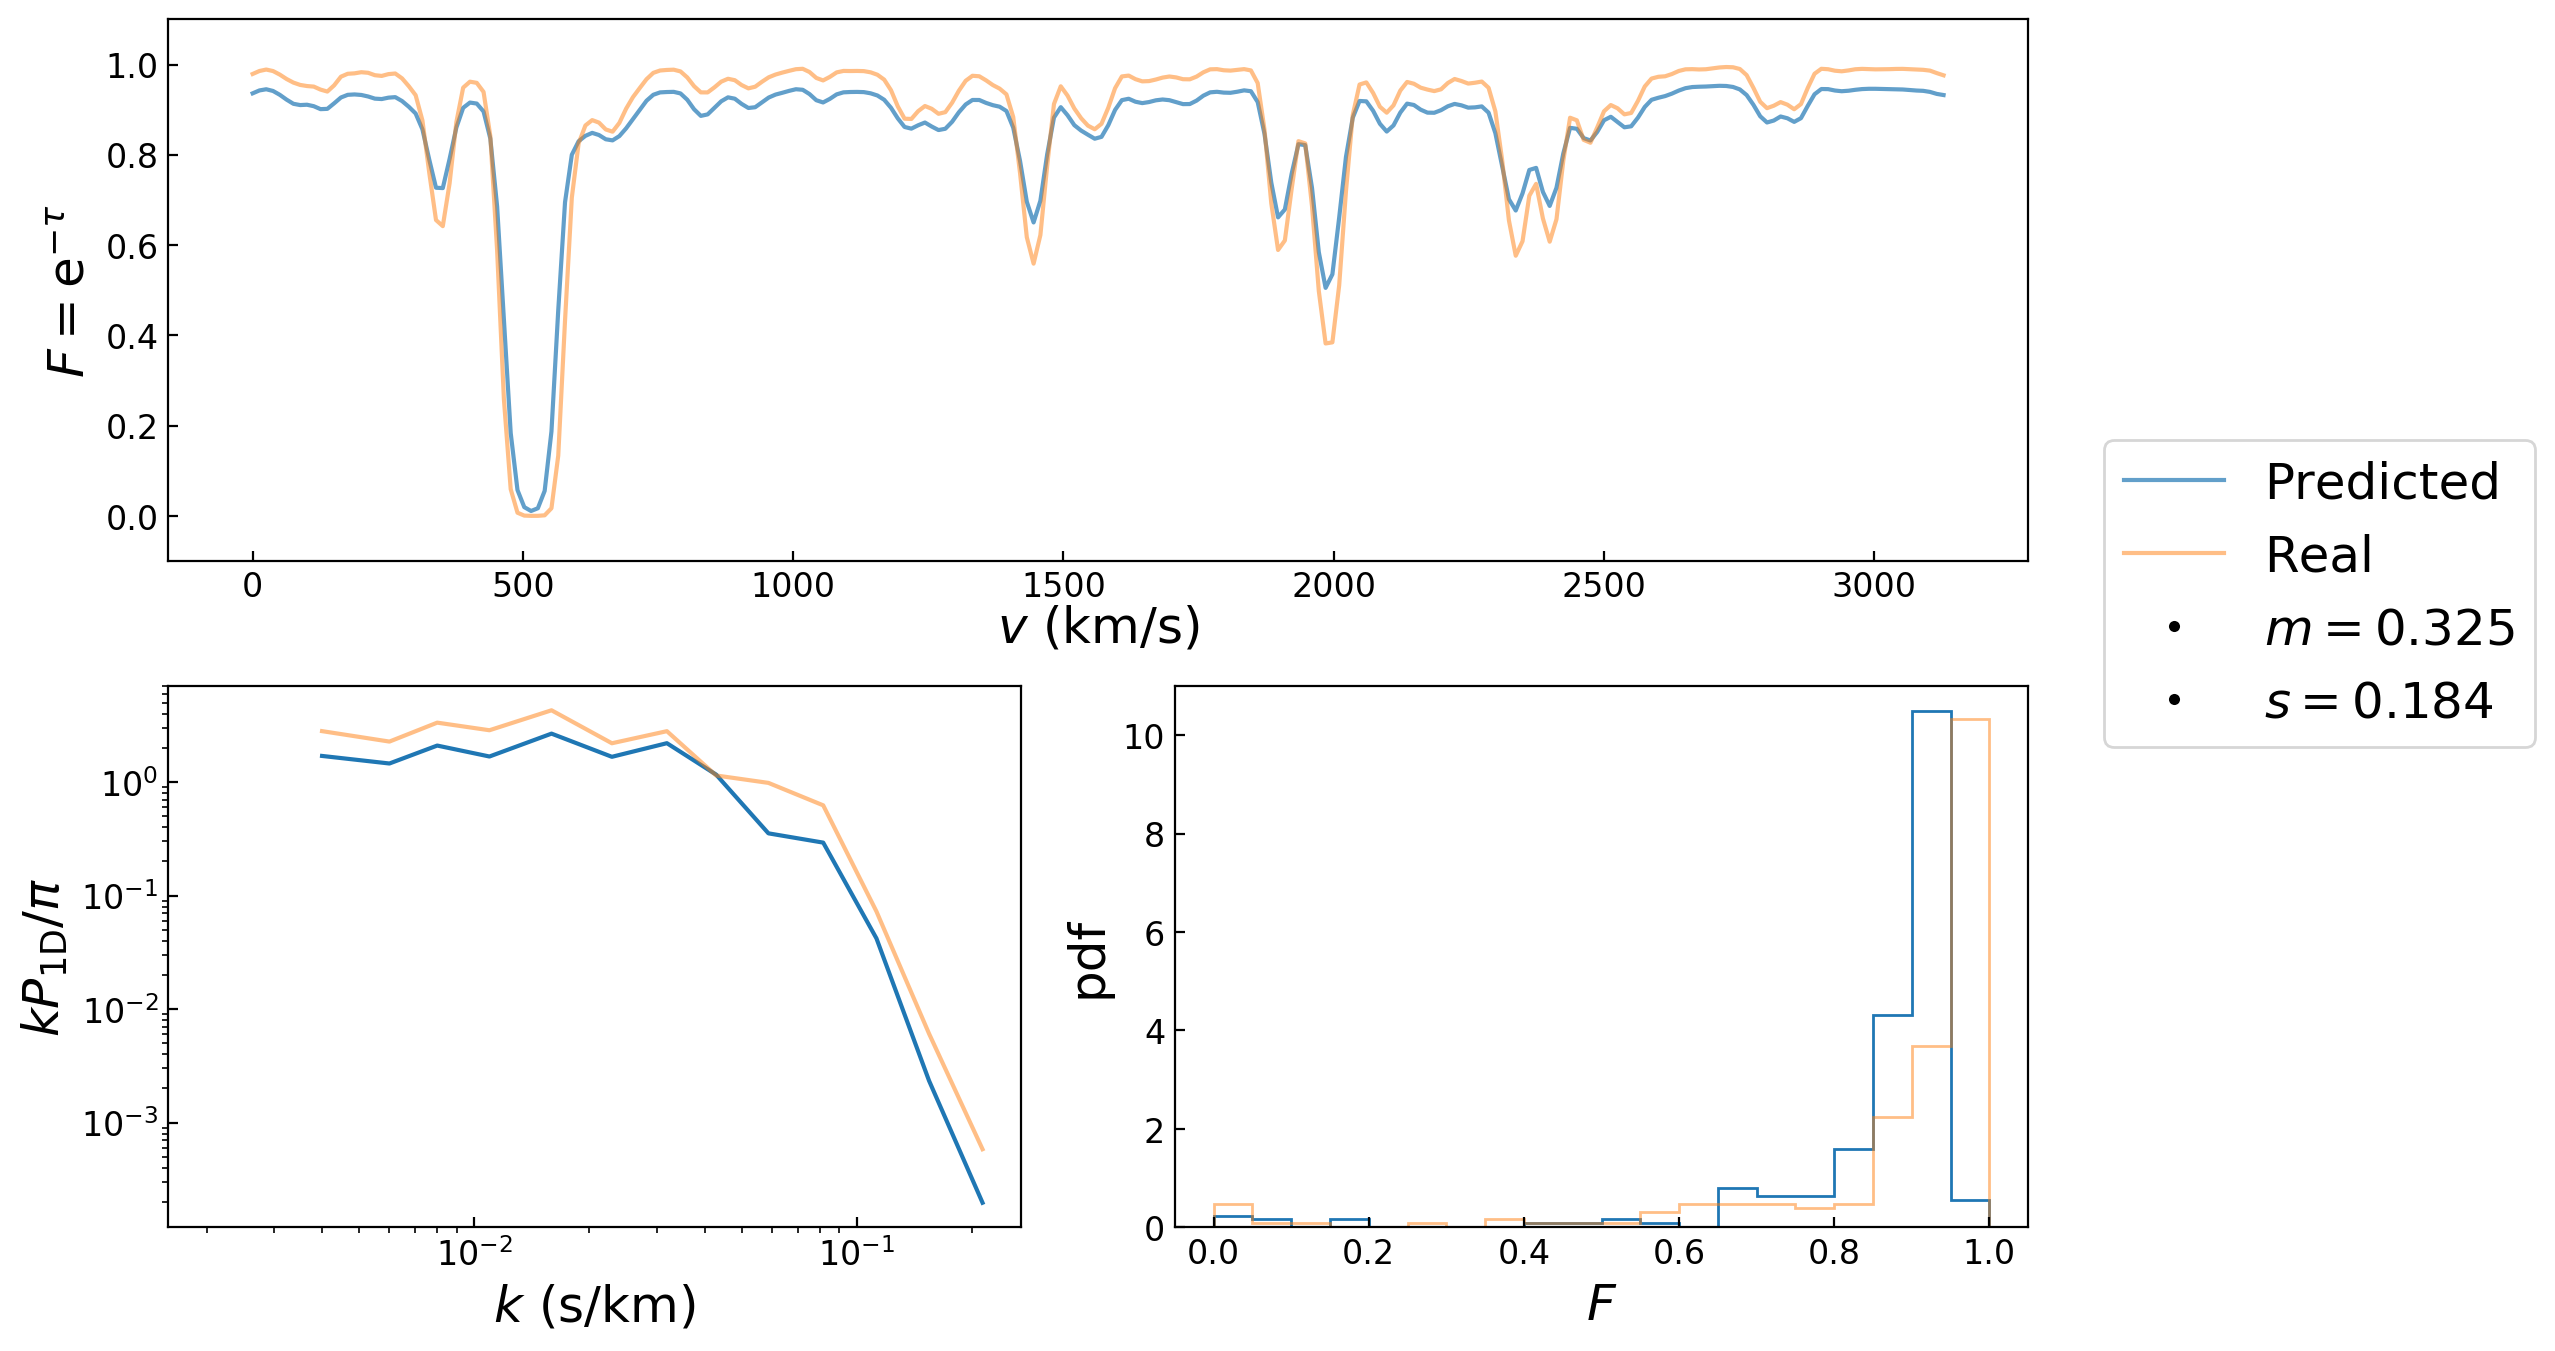 1.0
0.8
0.6
0.4
0.2
0.0
F = e^{−τ}
0 500 1000 1500 2000 2500 3000
v (km/s)
Predicted
Real
m = 0.325
s = 0.184
10^0
10^{−1}
10^{−2}
10^{−3}
kP_{1D}/π
10^{−2} 10^{−1}
k (s/km)
10
8
6
4
2
0
pdf
0.0 0.2 0.4 0.6 0.8 1.0
F